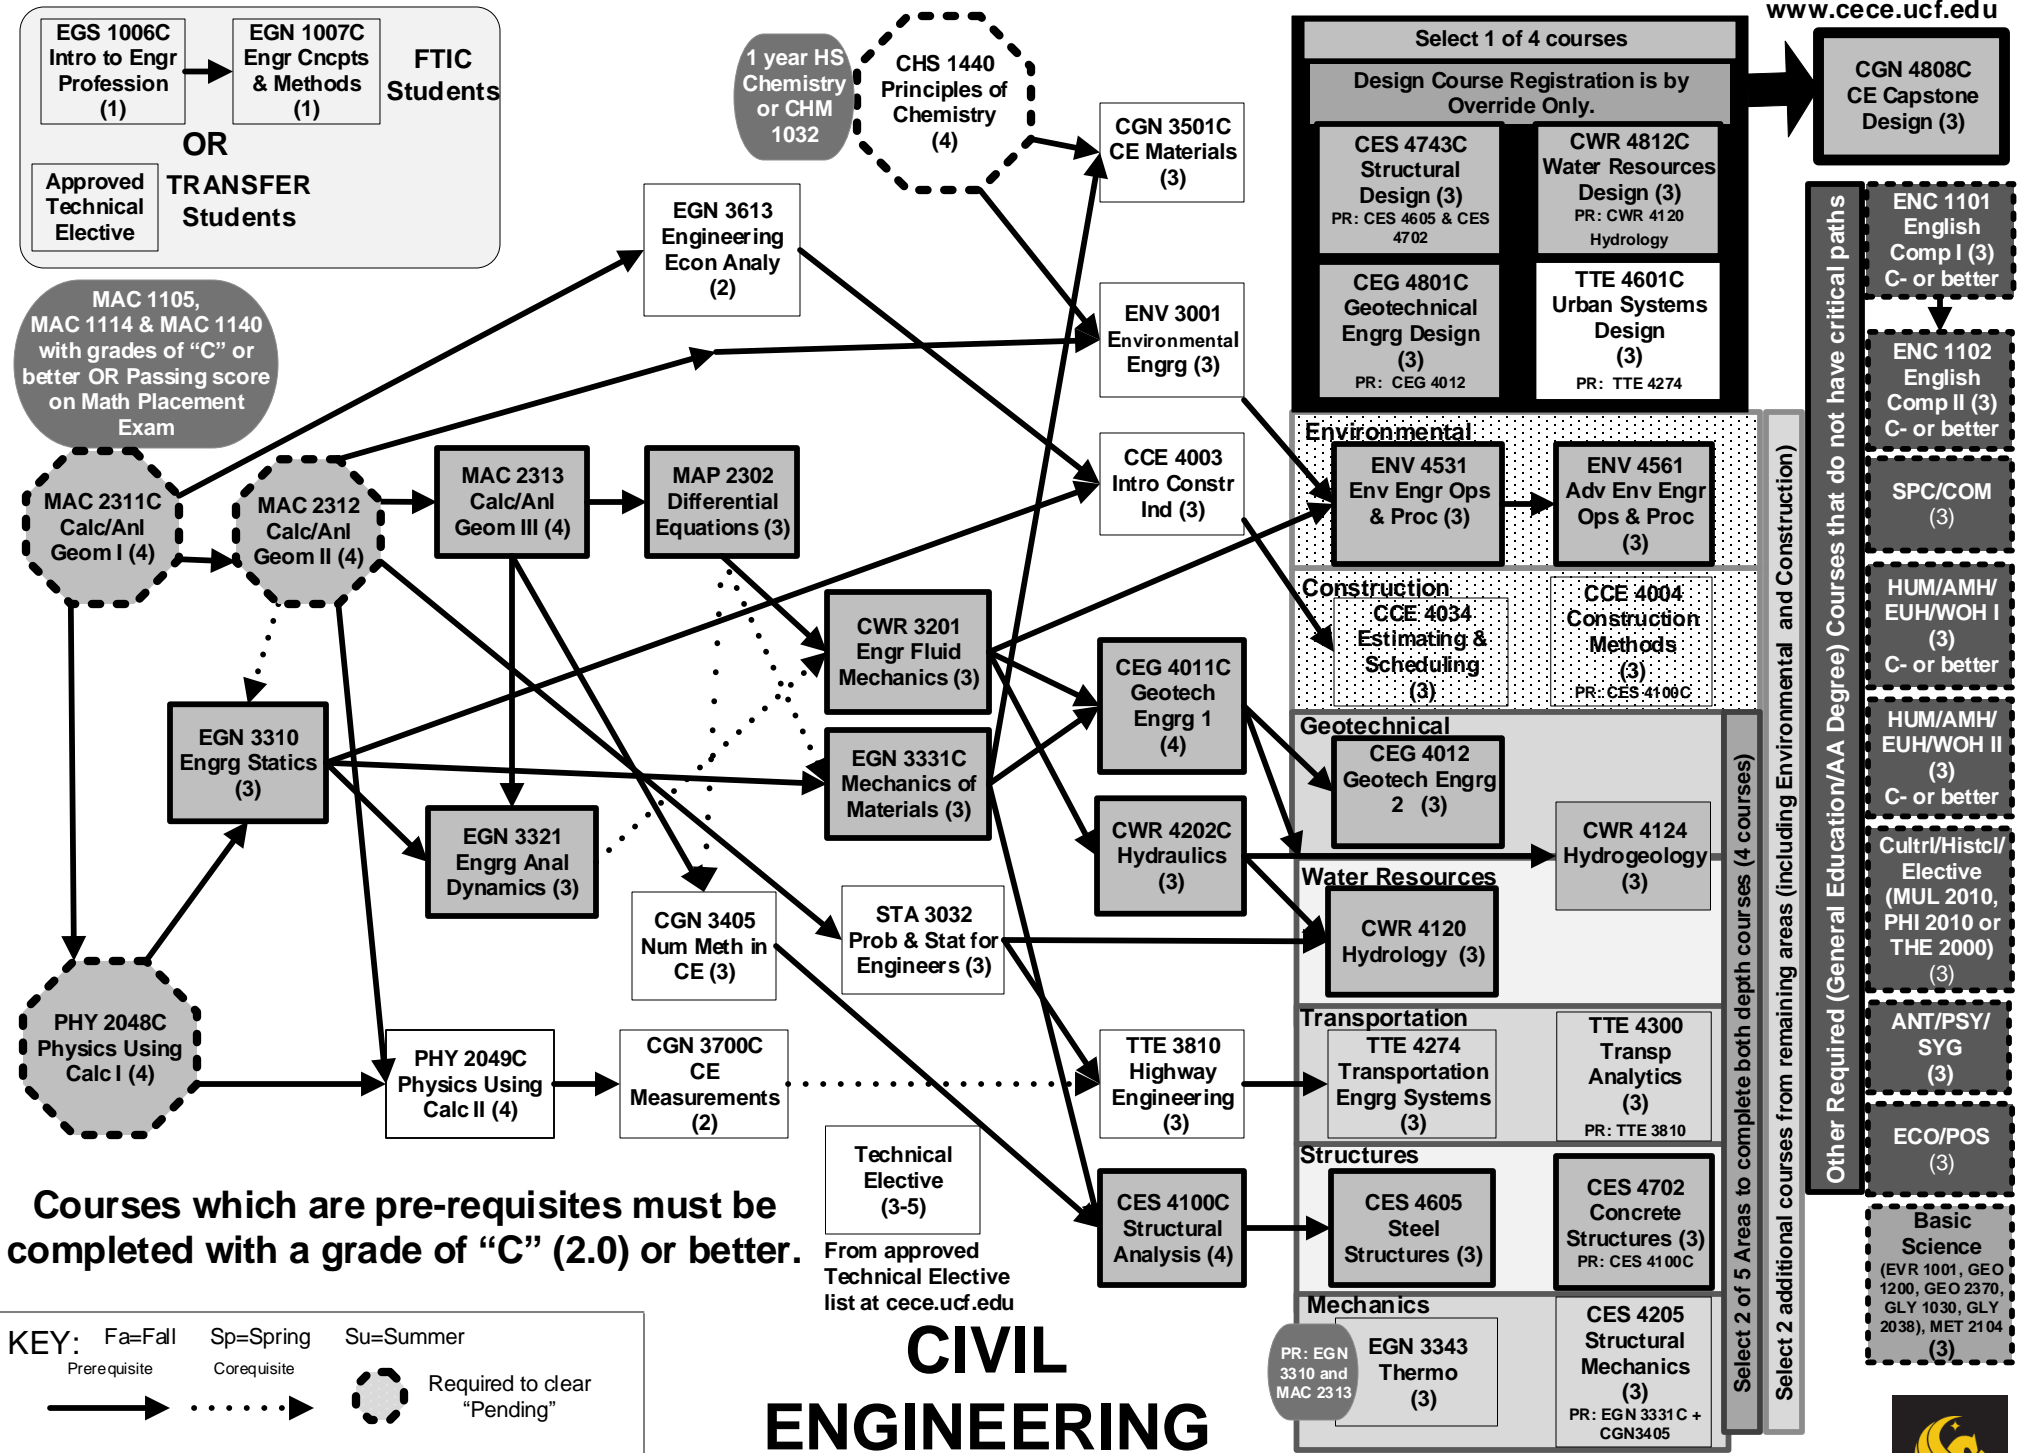 www.cece.ucf.edu
EGS 1006C
Intro to Engr
Profession
(1)
EGN 1007C
Engr Cncpts
& Methods
(1)
FTIC
Students
OR
Approved
Technical
Elective
TRANSFER
Students
MAC 1105,
MAC 1114 & MAC 1140
with grades of “C” or
better OR Passing score
on Math Placement
Exam
1 year HS
Chemistry
or CHM
1032
CHS 1440
Principles of
Chemistry
(4)
CGN 3501C
CE Materials
(3)
EGN 3613
Engineering
Econ Analy
(2)
ENV 3001
Environmental
Engrg (3)
MAC 2311C
Calc/Anl
Geom I (4)
MAC 2312
Calc/Anl
Geom II (4)
MAC 2313
Calc/Anl
Geom III (4)
MAP 2302
Differential
Equations (3)
CCE 4003
Intro Constr
Ind (3)
CWR 3201
Engr Fluid
Mechanics (3)
EGN 3310
Engrg Statics
(3)
EGN 3331C
Mechanics of
Materials (3)
CEG 4011C
Geotech
Engrg 1
(4)
EGN 3321
Engrg Anal
Dynamics (3)
CWR 4202C
Hydraulics
(3)
CGN 3405
Num Meth in
CE (3)
STA 3032
Prob & Stat for
Engineers (3)
PHY 2048C
Physics Using
Calc I (4)
PHY 2049C
Physics Using
Calc II (4)
CGN 3700C
CE
Measurements
(2)
TTE 3810
Highway
Engineering
(3)
Technical
Elective
(3-5)
From approved
Technical Elective
list at cece.ucf.edu
CES 4100C
Structural
Analysis (4)
Courses which are pre-requisites must be
completed with a grade of “C” (2.0) or better.
KEY:
Fa=Fall
Sp=Spring
Su=Summer
Prerequisite
Corequisite
Required to clear
“Pending”
CIVIL
ENGINEERING
Select 1 of 4 courses
Design Course Registration is by
Override Only.
CES 4743C
Structural
Design (3)
PR: CES 4605 & CES
4702
CWR 4812C
Water Resources
Design (3)
PR: CWR 4120
Hydrology
CEG 4801C
Geotechnical
Engrg Design
(3)
PR: CEG 4012
TTE 4601C
Urban Systems
Design
(3)
PR: TTE 4274
CGN 4808C
CE Capstone
Design (3)
Environmental
ENV 4531
Env Engr Ops
& Proc (3)
ENV 4561
Adv Env Engr
Ops & Proc
(3)
Construction
CCE 4034
Estimating &
Scheduling
(3)
CCE 4004
Construction
Methods
(3)
PR: CES 4100C
Geotechnical
CEG 4012
Geotech Engrg
2 (3)
CWR 4124
Hydrogeology
(3)
Water Resources
CWR 4120
Hydrology (3)
Transportation
TTE 4274
Transportation
Engrg Systems
(3)
TTE 4300
Transp
Analytics
(3)
PR: TTE 3810
Structures
CES 4605
Steel
Structures (3)
CES 4702
Concrete
Structures (3)
PR: CES 4100C
Mechanics
PR: EGN
3310 and
MAC 2313
EGN 3343
Thermo
(3)
CES 4205
Structural
Mechanics
(3)
PR: EGN 3331C +
CGN3405
Select 2 of 5 Areas to complete both depth courses (4 courses)
Select 2 additional courses from remaining areas (including Environmental and Construction)
Other Required (General Education/AA Degree) Courses that do not have critical paths
ENC 1101
English
Comp I (3)
C- or better
ENC 1102
English
Comp II (3)
C- or better
SPC/COM
(3)
HUM/AMH/
EUH/WOH I
(3)
C- or better
HUM/AMH/
EUH/WOH II
(3)
C- or better
Cultrl/Histcl/
Elective
(MUL 2010,
PHI 2010 or
THE 2000)
(3)
ANT/PSY/
SYG
(3)
ECO/POS
(3)
Basic
Science
(EVR 1001, GEO
1200, GEO 2370,
GLY 1030, GLY
2038), MET 2104
(3)